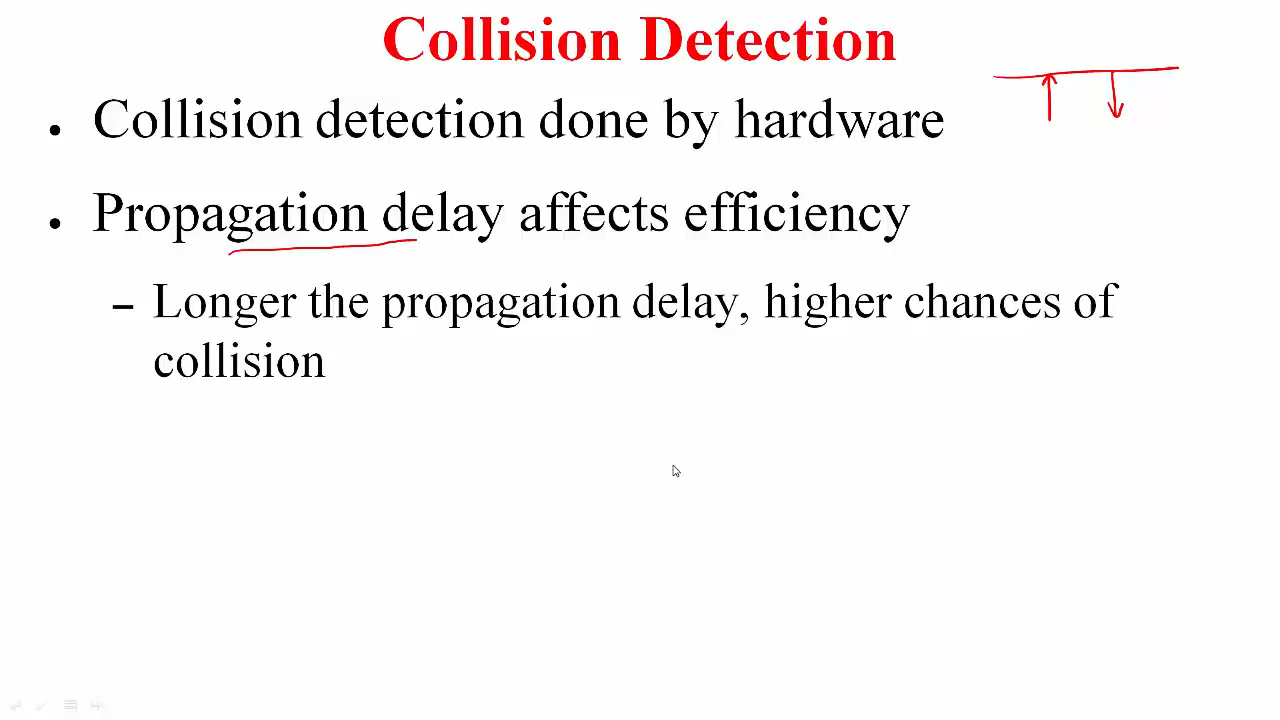 Collision Detection
• Collision detection done by hardware
• Propagation delay affects efficiency
– Longer the propagation delay, higher chances of
collision